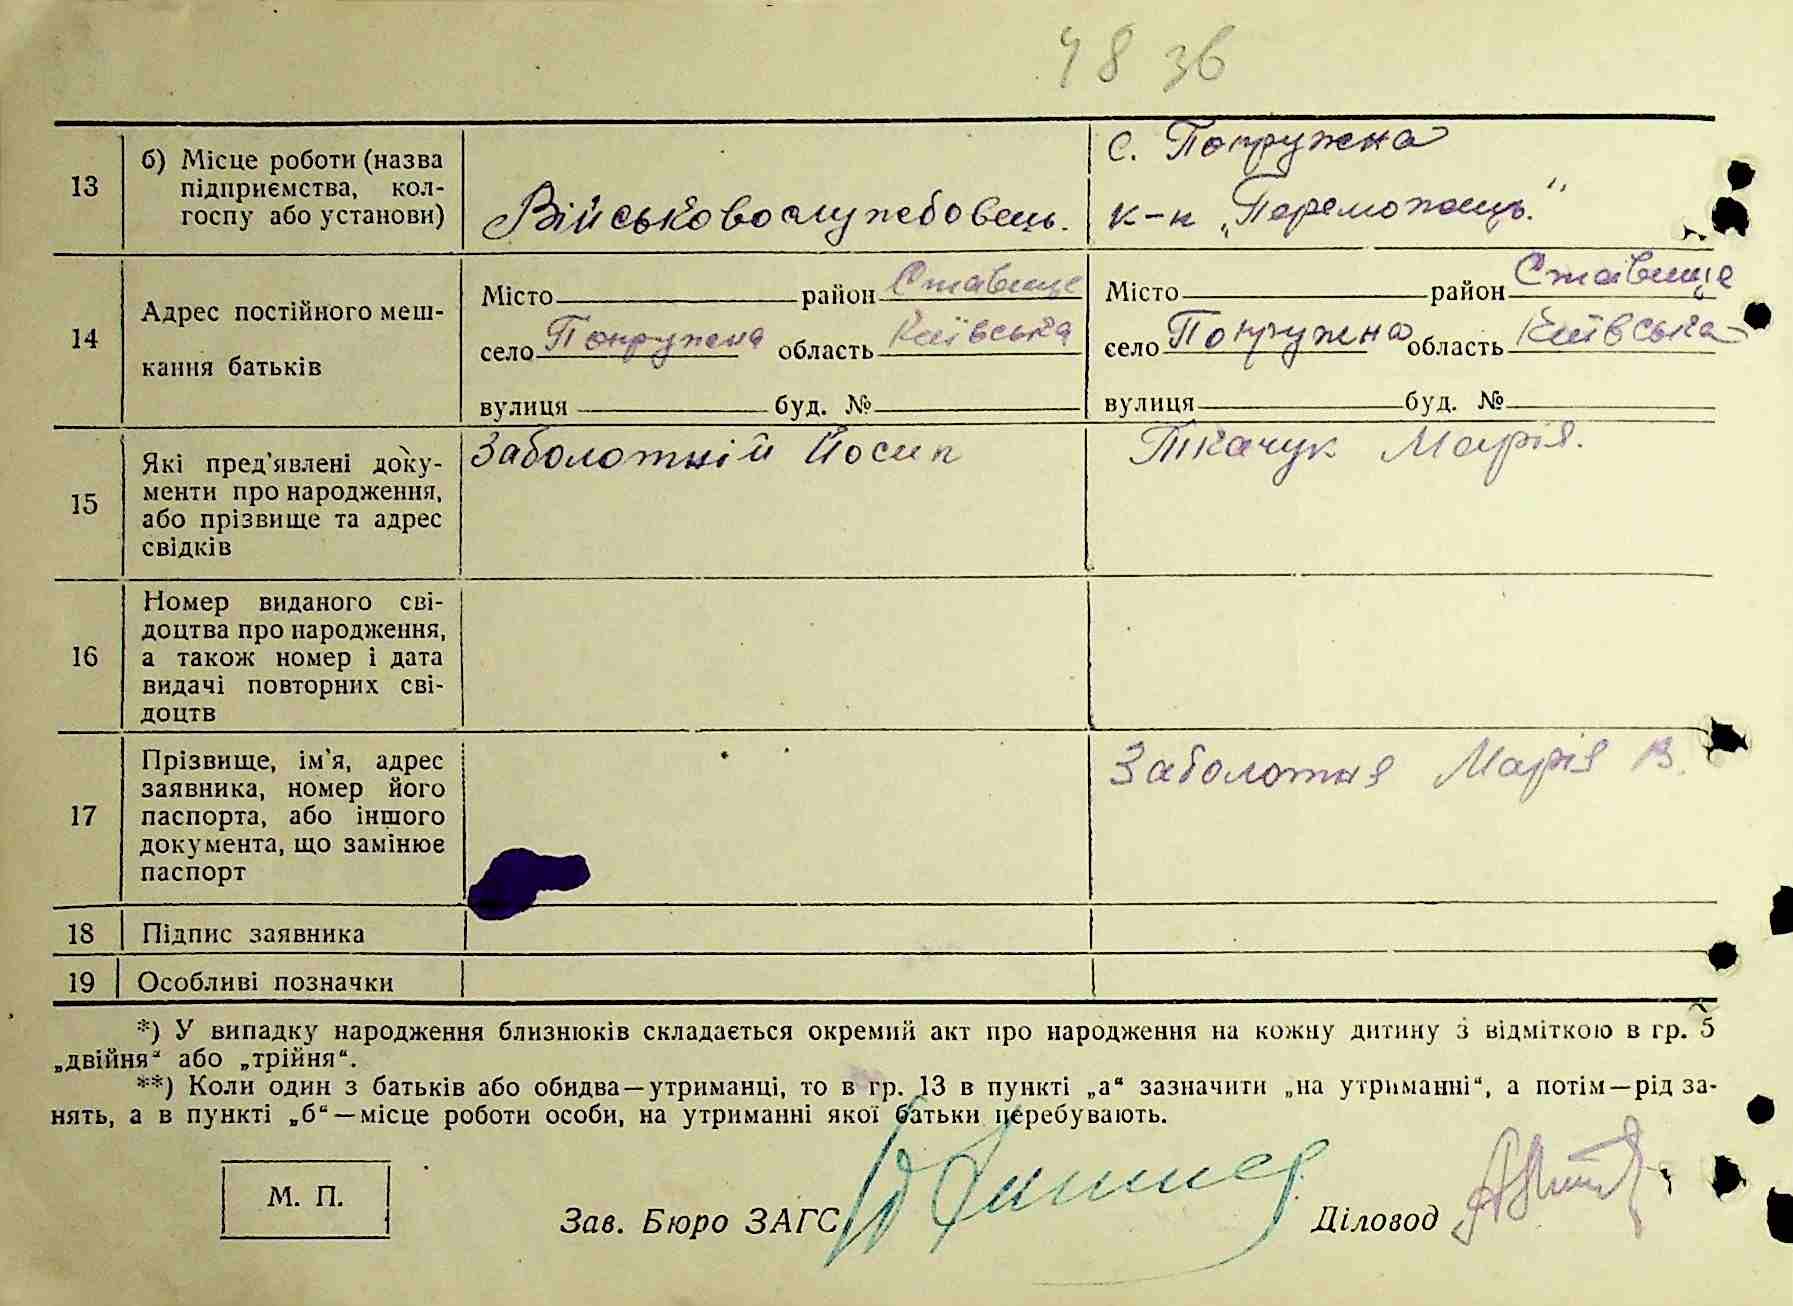 48 зв
13
б) Місце роботи (назва
підприємства, кол-
госпу або установи)
Військовослужбовець.
с. Попружена
к-п „Переможець."
14
Адрес постійного меш-
кання батьків
Місто район Ставище
село Попружена область Київська
вулиця буд. №
Місто район Ставище
село Попружена область Київська
вулиця буд. №
15
Які пред'явлені доку-
менти про народження,
або прізвище та адрес
свідків
Заболотній Йосип
Ткачук Марія.
16
Номер виданого сві-
доцтва про народження,
а також номер і дата
видачі повторних сві-
доцтв
17
Прізвище, ім'я, адрес
заявника, номер його
паспорта, або іншого
документа, що замінює
паспорт
Заболотня Марія В.
18 Підпис заявника
19 Особливі позначки
*) У випадку народження близнюків складається окремий акт про народження на кожну дитину з відміткою в гр. 5
„двійня" або „трійня".
**) Коли один з батьків або обидва—утриманці, то в гр. 13 в пункті „а" зазначити „на утриманні", а потім—рід за-
нять, а в пункті „б"—місце роботи особи, на утриманні якої батьки перебувають.
М. П.
Зав. Бюро ЗАГС
Діловод